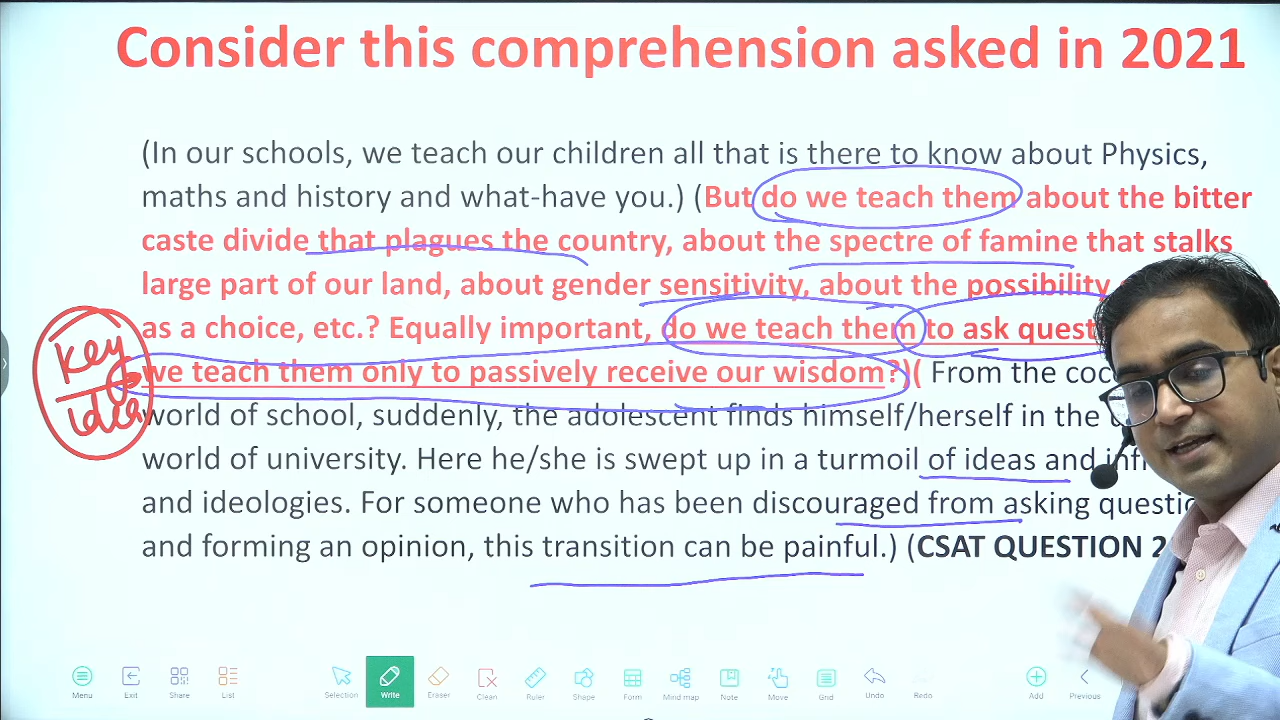 Consider this comprehension asked in 2021
(In our schools, we teach our children all that is there to know about Physics,
maths and history and what-have you.) (But do we teach them about the bitter
caste divide that plagues the country, about the spectre of famine that stalks
large part of our land, about gender sensitivity, about the possibility
as a choice, etc.? Equally important, do we teach them to ask
Key
we teach them only to passively receive our wisdom?)( From the
idea
world of school, suddenly, the adolescent finds himself/herself in the
world of university. Here he/she is swept up in a turmoil of ideas and
and ideologies. For someone who has been discouraged from asking
and forming an opinion, this transition can be painful.) (CSAT QUESTION
Menu
Exit
Share
List
Selection
Write
Eraser
Clean
Ruler
Shape
Form
Mind map
Note
Move
Grid
Undo
Redo
Add
Previous